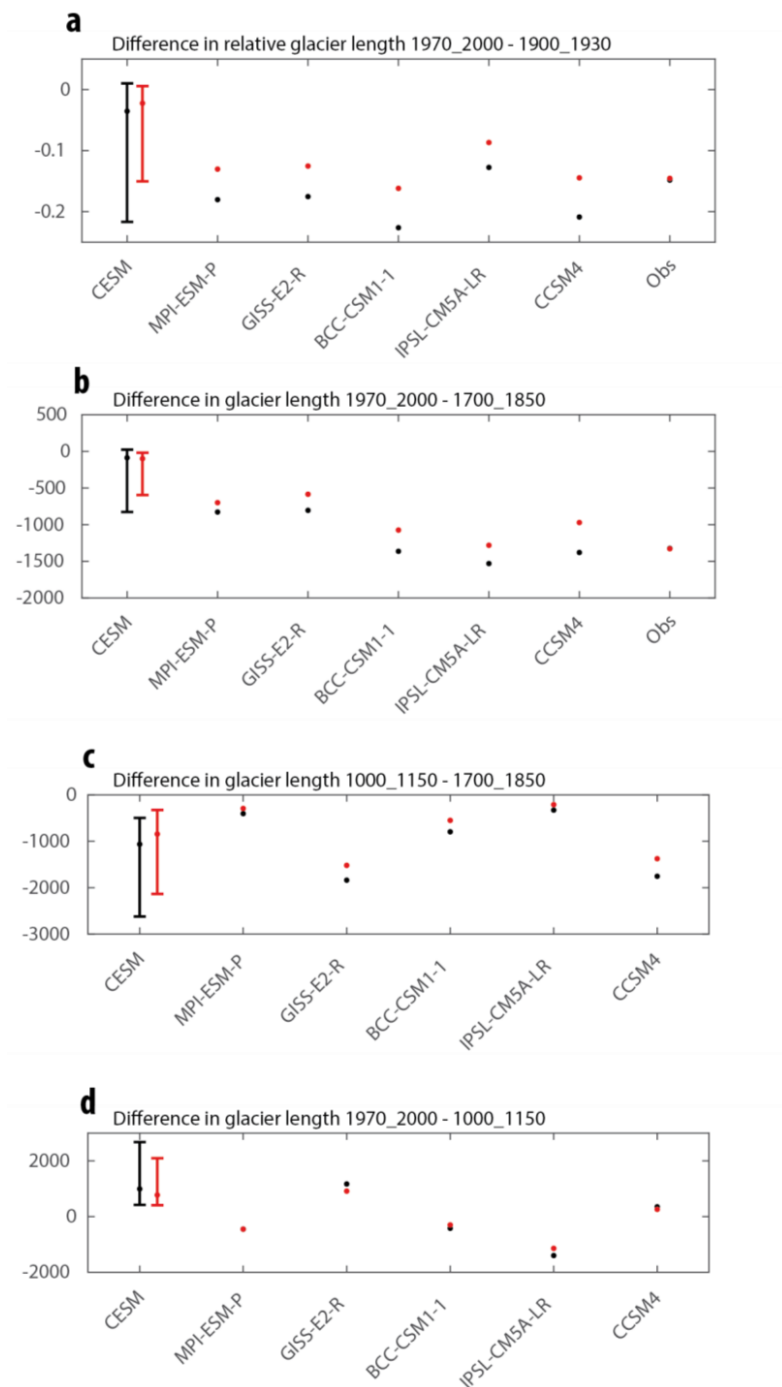 a
Difference in relative glacier length 1970_2000 - 1900_1930
0
-0.1
-0.2
CESM
MPI-ESM-P
GISS-E2-R
BCC-CSM1-1
IPSL-CM5A-LR
CCSM4
Obs
b
Difference in glacier length 1970_2000 - 1700_1850
500
0
-500
-1000
-1500
-2000
CESM
MPI-ESM-P
GISS-E2-R
BCC-CSM1-1
IPSL-CM5A-LR
CCSM4
Obs
c
Difference in glacier length 1000_1150 - 1700_1850
0
-1000
-2000
-3000
CESM
MPI-ESM-P
GISS-E2-R
BCC-CSM1-1
IPSL-CM5A-LR
CCSM4
d
Difference in glacier length 1970_2000 - 1000_1150
2000
0
-2000
CESM
MPI-ESM-P
GISS-E2-R
BCC-CSM1-1
IPSL-CM5A-LR
CCSM4